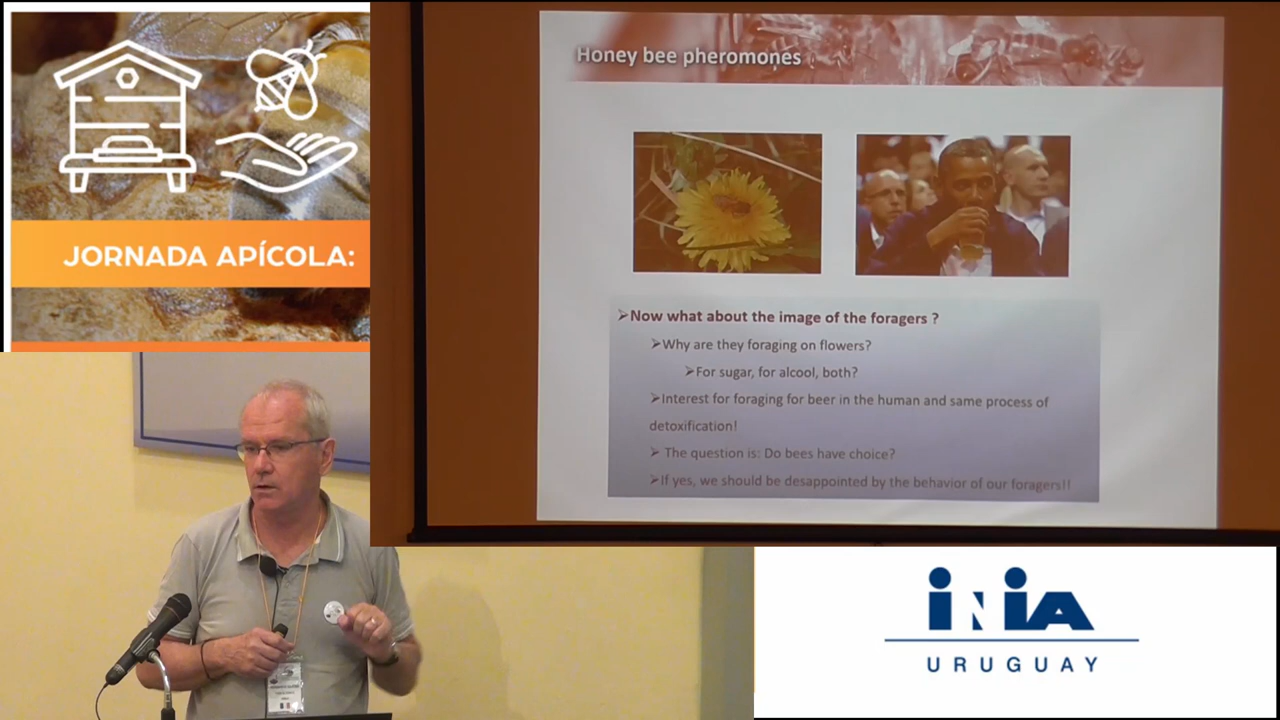 JORNADA APÍCOLA:
Honey bee pheromones
➢Now what about the image of the foragers ?
➢Why are they foraging on flowers?
➢For sugar, for alcool, both?
➢Interest for foraging for beer in the human and same process of
detoxification!
➢ The question is: Do bees have choice?
➢If yes, we should be desappointed by the behavior of our foragers!!
INIA
URUGUAY